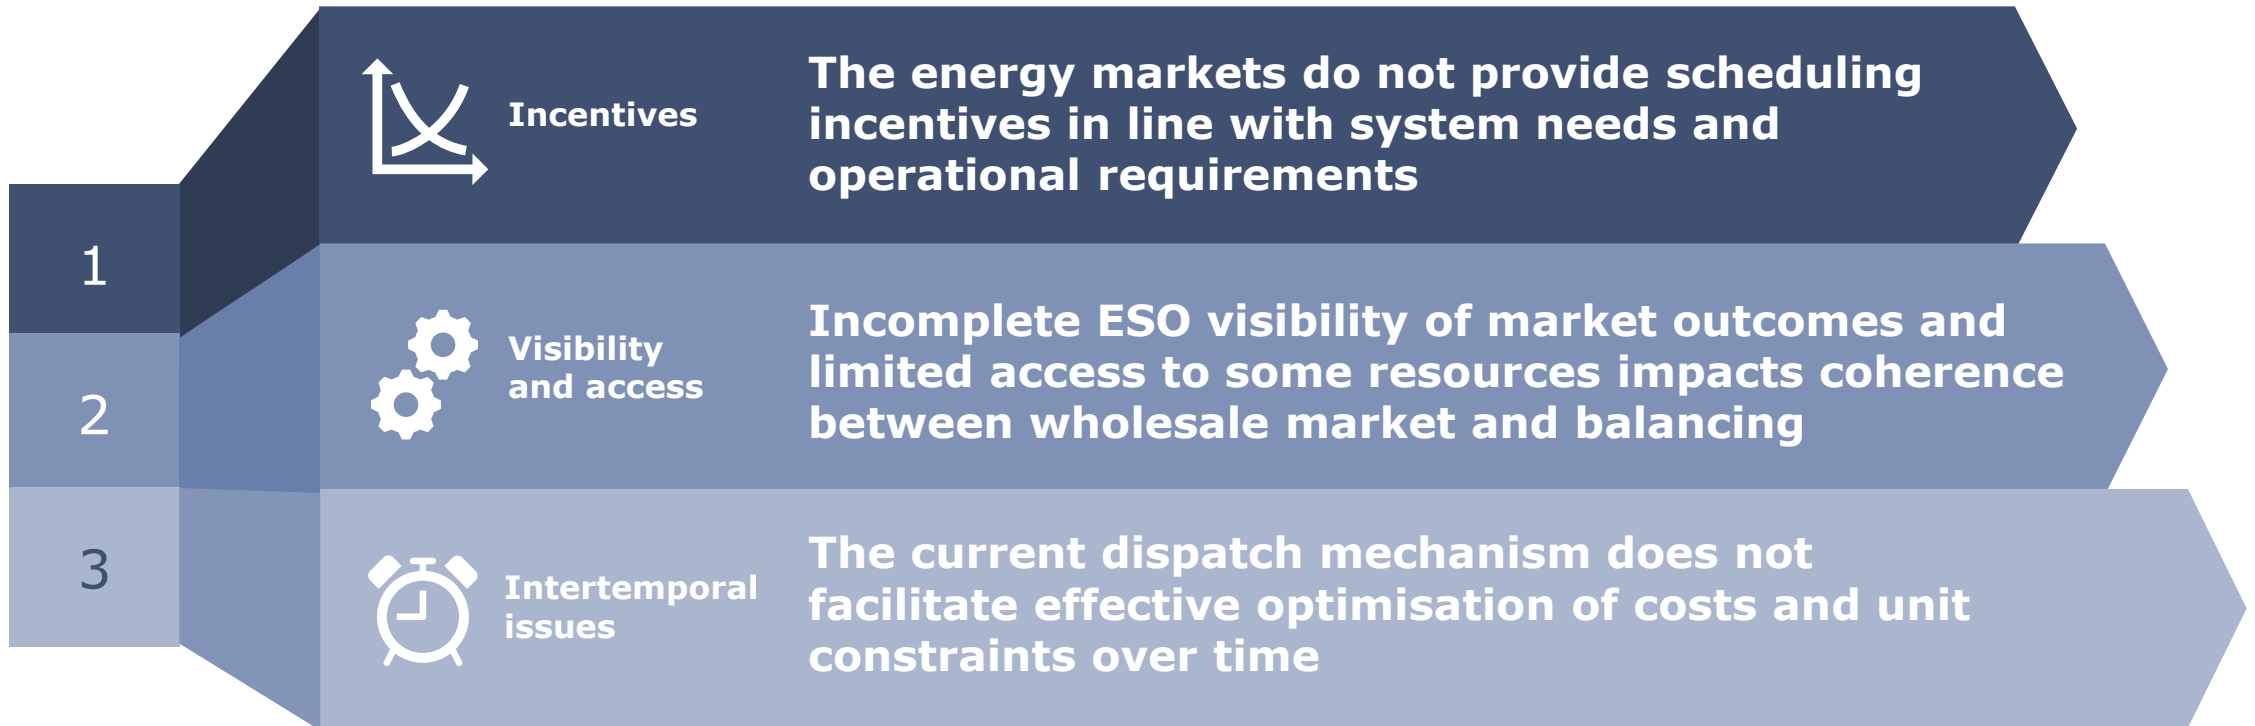 1
Incentives
The energy markets do not provide scheduling
incentives in line with system needs and
operational requirements
2
Visibility
and access
Incomplete ESO visibility of market outcomes and
limited access to some resources impacts coherence
between wholesale market and balancing
3
Intertemporal
issues
The current dispatch mechanism does not
facilitate effective optimisation of costs and unit
constraints over time